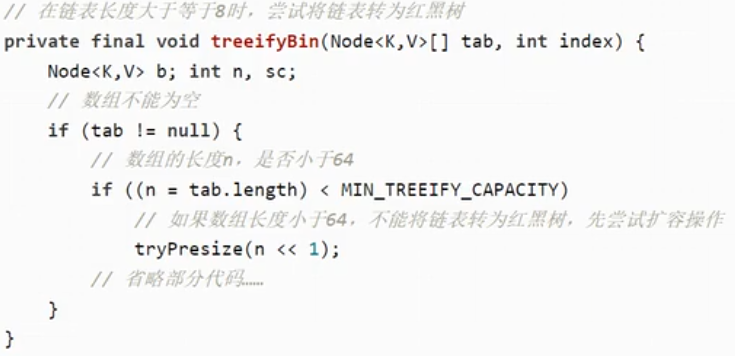 // 在链表长度大于等于8时，尝试将链表转为红黑树
private final void treeifyBin(Node<K,V>[] tab, int index) {
    Node<K,V> b; int n, sc;
    // 数组不能为空
    if (tab != null) {
        // 数组的长度n，是否小于64
        if ((n = tab.length) < MIN_TREEIFY_CAPACITY)
            // 如果数组长度小于64，不能将链表转为红黑树，先尝试扩容操作
            tryPresize(n << 1);
        // 省略部分代码……
    }
}